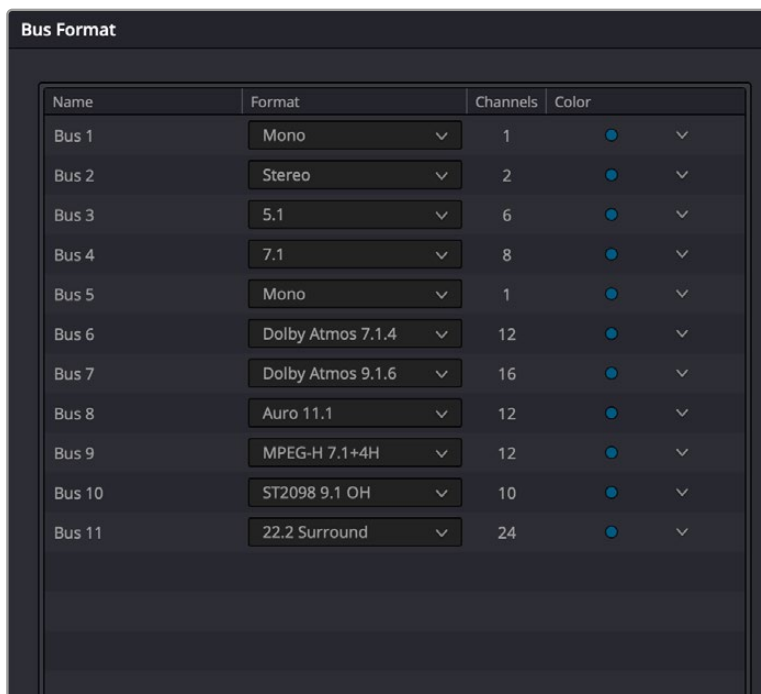 Bus Format
Name Format Channels Color
Bus 1 Mono 1
Bus 2 Stereo 2
Bus 3 5.1 6
Bus 4 7.1 8
Bus 5 Mono 1
Bus 6 Dolby Atmos 7.1.4 12
Bus 7 Dolby Atmos 9.1.6 16
Bus 8 Auro 11.1 12
Bus 9 MPEG-H 7.1+4H 12
Bus 10 ST2098 9.1 OH 10
Bus 11 22.2 Surround 24